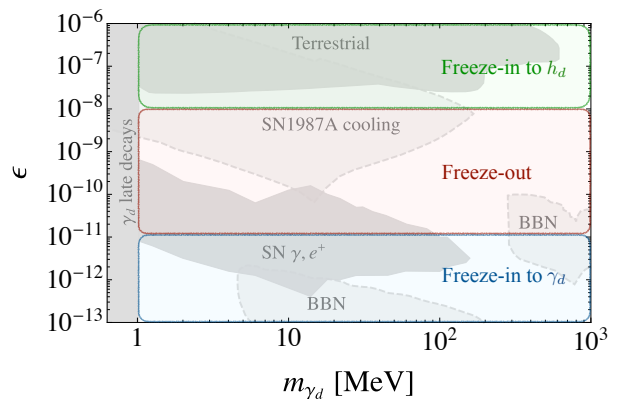 10⁻⁶
10⁻⁷
10⁻⁸
10⁻⁹
10⁻¹⁰
10⁻¹¹
10⁻¹²
10⁻¹³
ϵ
Terrestrial
Freeze-in to h_d
SN1987A cooling
γ_d late decays
Freeze-out
BBN
SN γ, e⁺
Freeze-in to γ_d
BBN
1
10
10²
10³
m_γ_d [MeV]